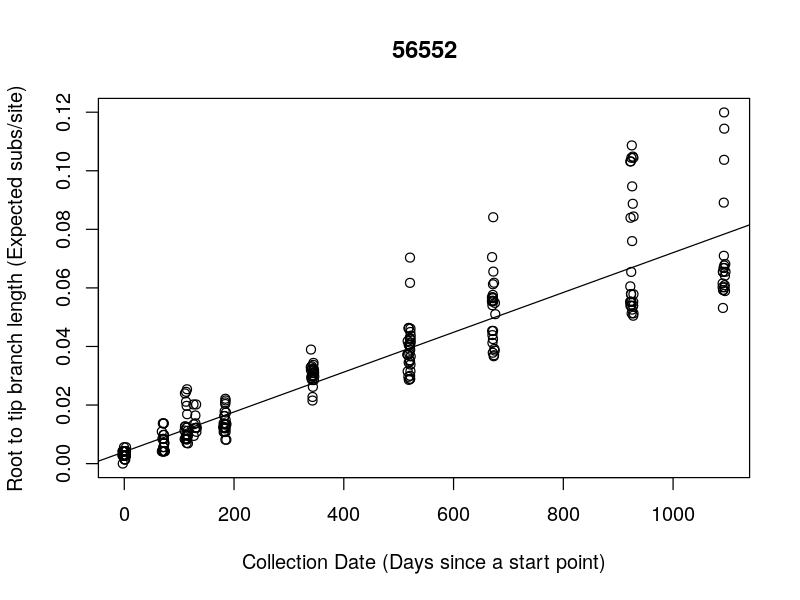 56552
Root to tip branch length (Expected subs/site)
0.12
0.10
0.08
0.06
0.04
0.02
0.00
0 200 400 600 800 1000
Collection Date (Days since a start point)